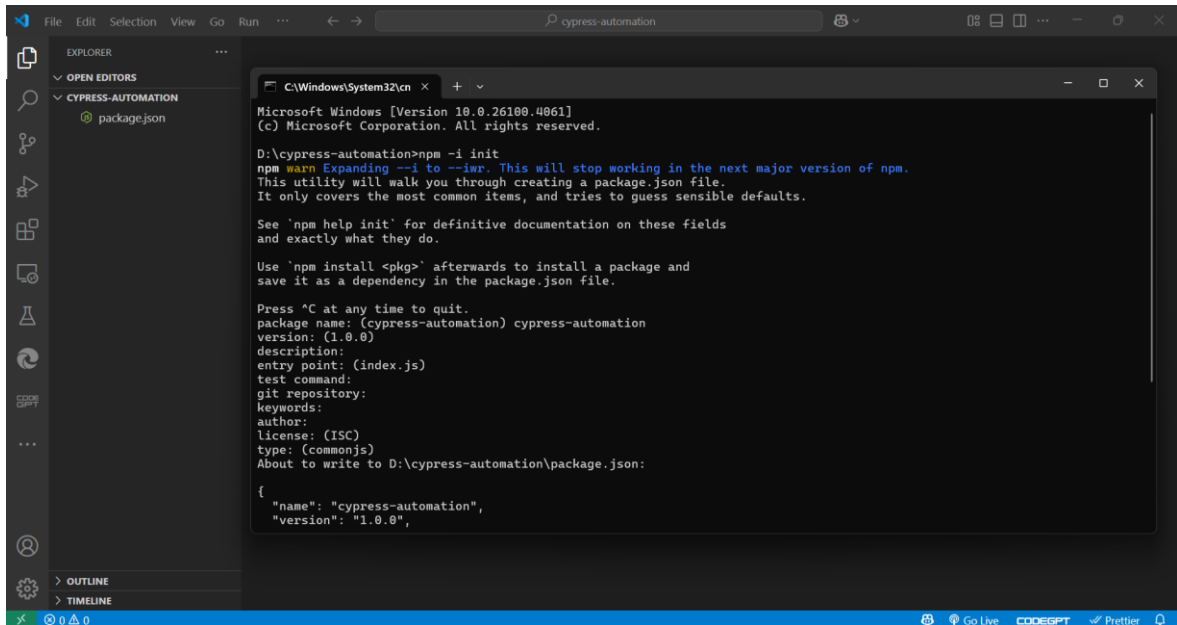 File Edit Selection View Go Run ... cypress-automation
EXPLORER
OPEN EDITORS
CYPRESS-AUTOMATION
package.json
C:\Windows\System32\cn
Microsoft Windows [Version 10.0.26100.4061]
(c) Microsoft Corporation. All rights reserved.
D:\cypress-automation>npm -i init
npm warn Expanding --i to --iwr. This will stop working in the next major version of npm.
This utility will walk you through creating a package.json file.
It only covers the most common items, and tries to guess sensible defaults.
See `npm help init` for definitive documentation on these fields
and exactly what they do.
Use `npm install <pkg>` afterwards to install a package and
save it as a dependency in the package.json file.
Press ^C at any time to quit.
package name: (cypress-automation) cypress-automation
version: (1.0.0)
description:
entry point: (index.js)
test command:
git repository:
keywords:
author:
license: (ISC)
type: (commonjs)
About to write to D:\cypress-automation\package.json:
{
"name": "cypress-automation",
"version": "1.0.0",
CODE
GPT
OUTLINE
TIMELINE
0 0 Go Live CODEGPT Prettier